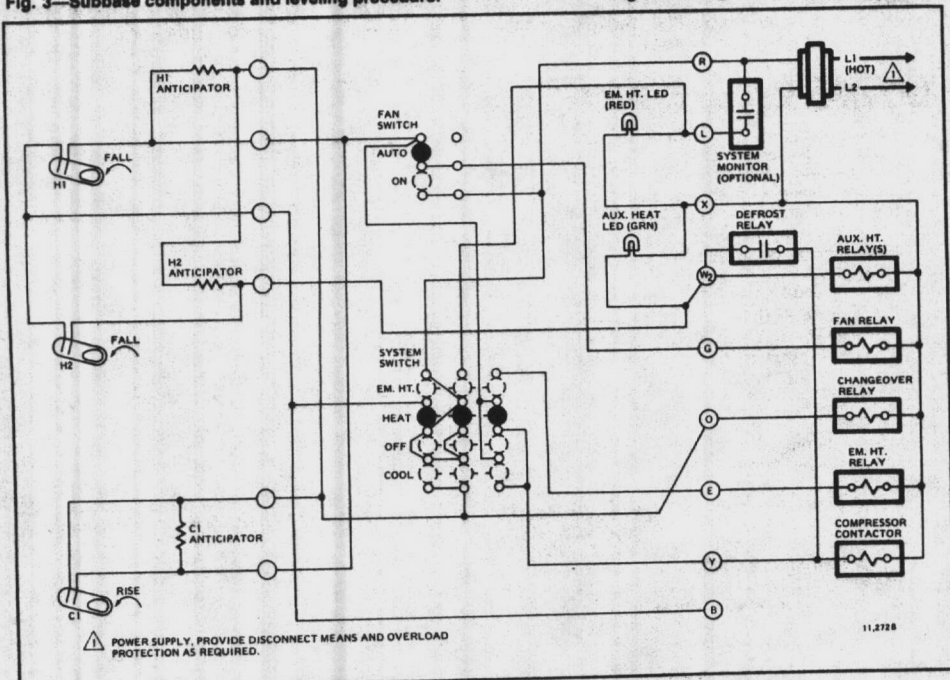 Fig. 3—Subbase components and leveling procedure.
H1
ANTICIPATOR
R
L1
(HOT)
L2
EM. HT. LED
(RED)
FAN
SWITCH
AUTO
ON
L
SYSTEM
MONITOR
(OPTIONAL)
FALL
H1
X
AUX. HEAT
LED (GRN)
DEFROST
RELAY
AUX. HT.
RELAY(S)
W2
H2
ANTICIPATOR
FAN RELAY
G
FALL
H2
SYSTEM
SWITCH
EM. HT.
HEAT
OFF
COOL
CHANGEOVER
RELAY
O
EM. HT.
RELAY
E
C1
ANTICIPATOR
COMPRESSOR
CONTACTOR
Y
RISE
C1
B
1 POWER SUPPLY, PROVIDE DISCONNECT MEANS AND OVERLOAD
PROTECTION AS REQUIRED.
11,272B